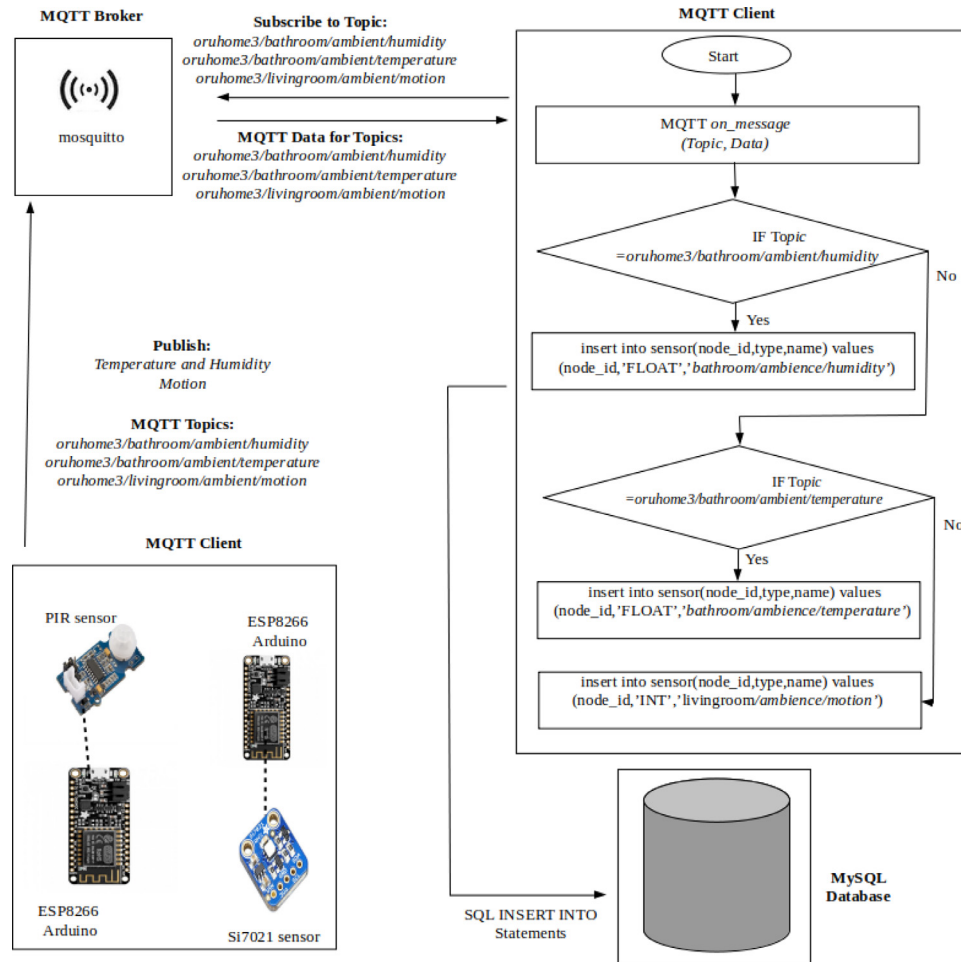 MQTT Broker
mosquitto
Subscribe to Topic:
oruhome3/bathroom/ambient/humidity
oruhome3/bathroom/ambient/temperature
oruhome3/livingroom/ambient/motion
MQTT Data for Topics:
oruhome3/bathroom/ambient/humidity
oruhome3/bathroom/ambient/temperature
oruhome3/livingroom/ambient/motion
Publish:
Temperature and Humidity
Motion
MQTT Topics:
oruhome3/bathroom/ambient/humidity
oruhome3/bathroom/ambient/temperature
oruhome3/livingroom/ambient/motion
MQTT Client
PIR sensor
ESP8266
Arduino
ESP8266
Arduino
Si7021 sensor
MQTT Client
Start
MQTT on_message
(Topic, Data)
IF Topic
=oruhome3/bathroom/ambient/humidity
No
Yes
insert into sensor(node_id,type,name) values
(node_id,’FLOAT’,’bathroom/ambience/humidity’)
IF Topic
=oruhome3/bathroom/ambient/temperature
No
Yes
insert into sensor(node_id,type,name) values
(node_id,’FLOAT’,’bathroom/ambience/temperature’)
insert into sensor(node_id,type,name) values
(node_id,’INT’,’livingroom/ambience/motion’)
SQL INSERT INTO
Statements
MySQL
Database